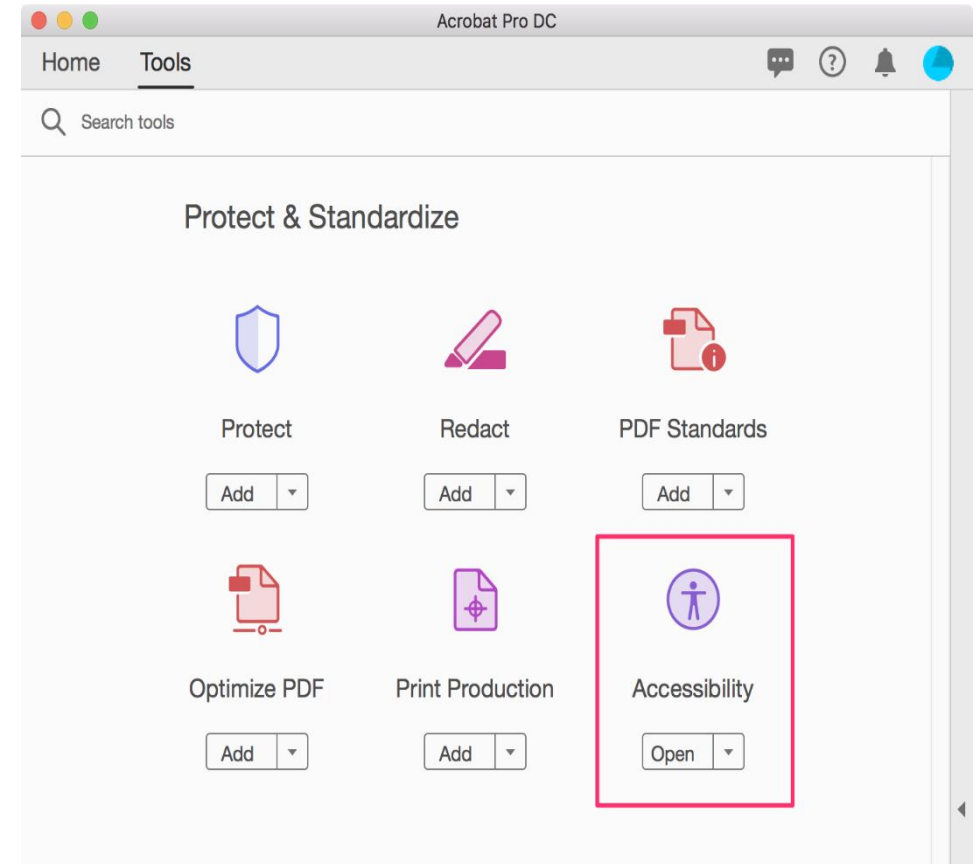 Acrobat Pro DC
Home Tools
Search tools
Protect & Standardize
Protect Redact PDF Standards
Add Add Add
Optimize PDF Print Production Accessibility
Add Add Open